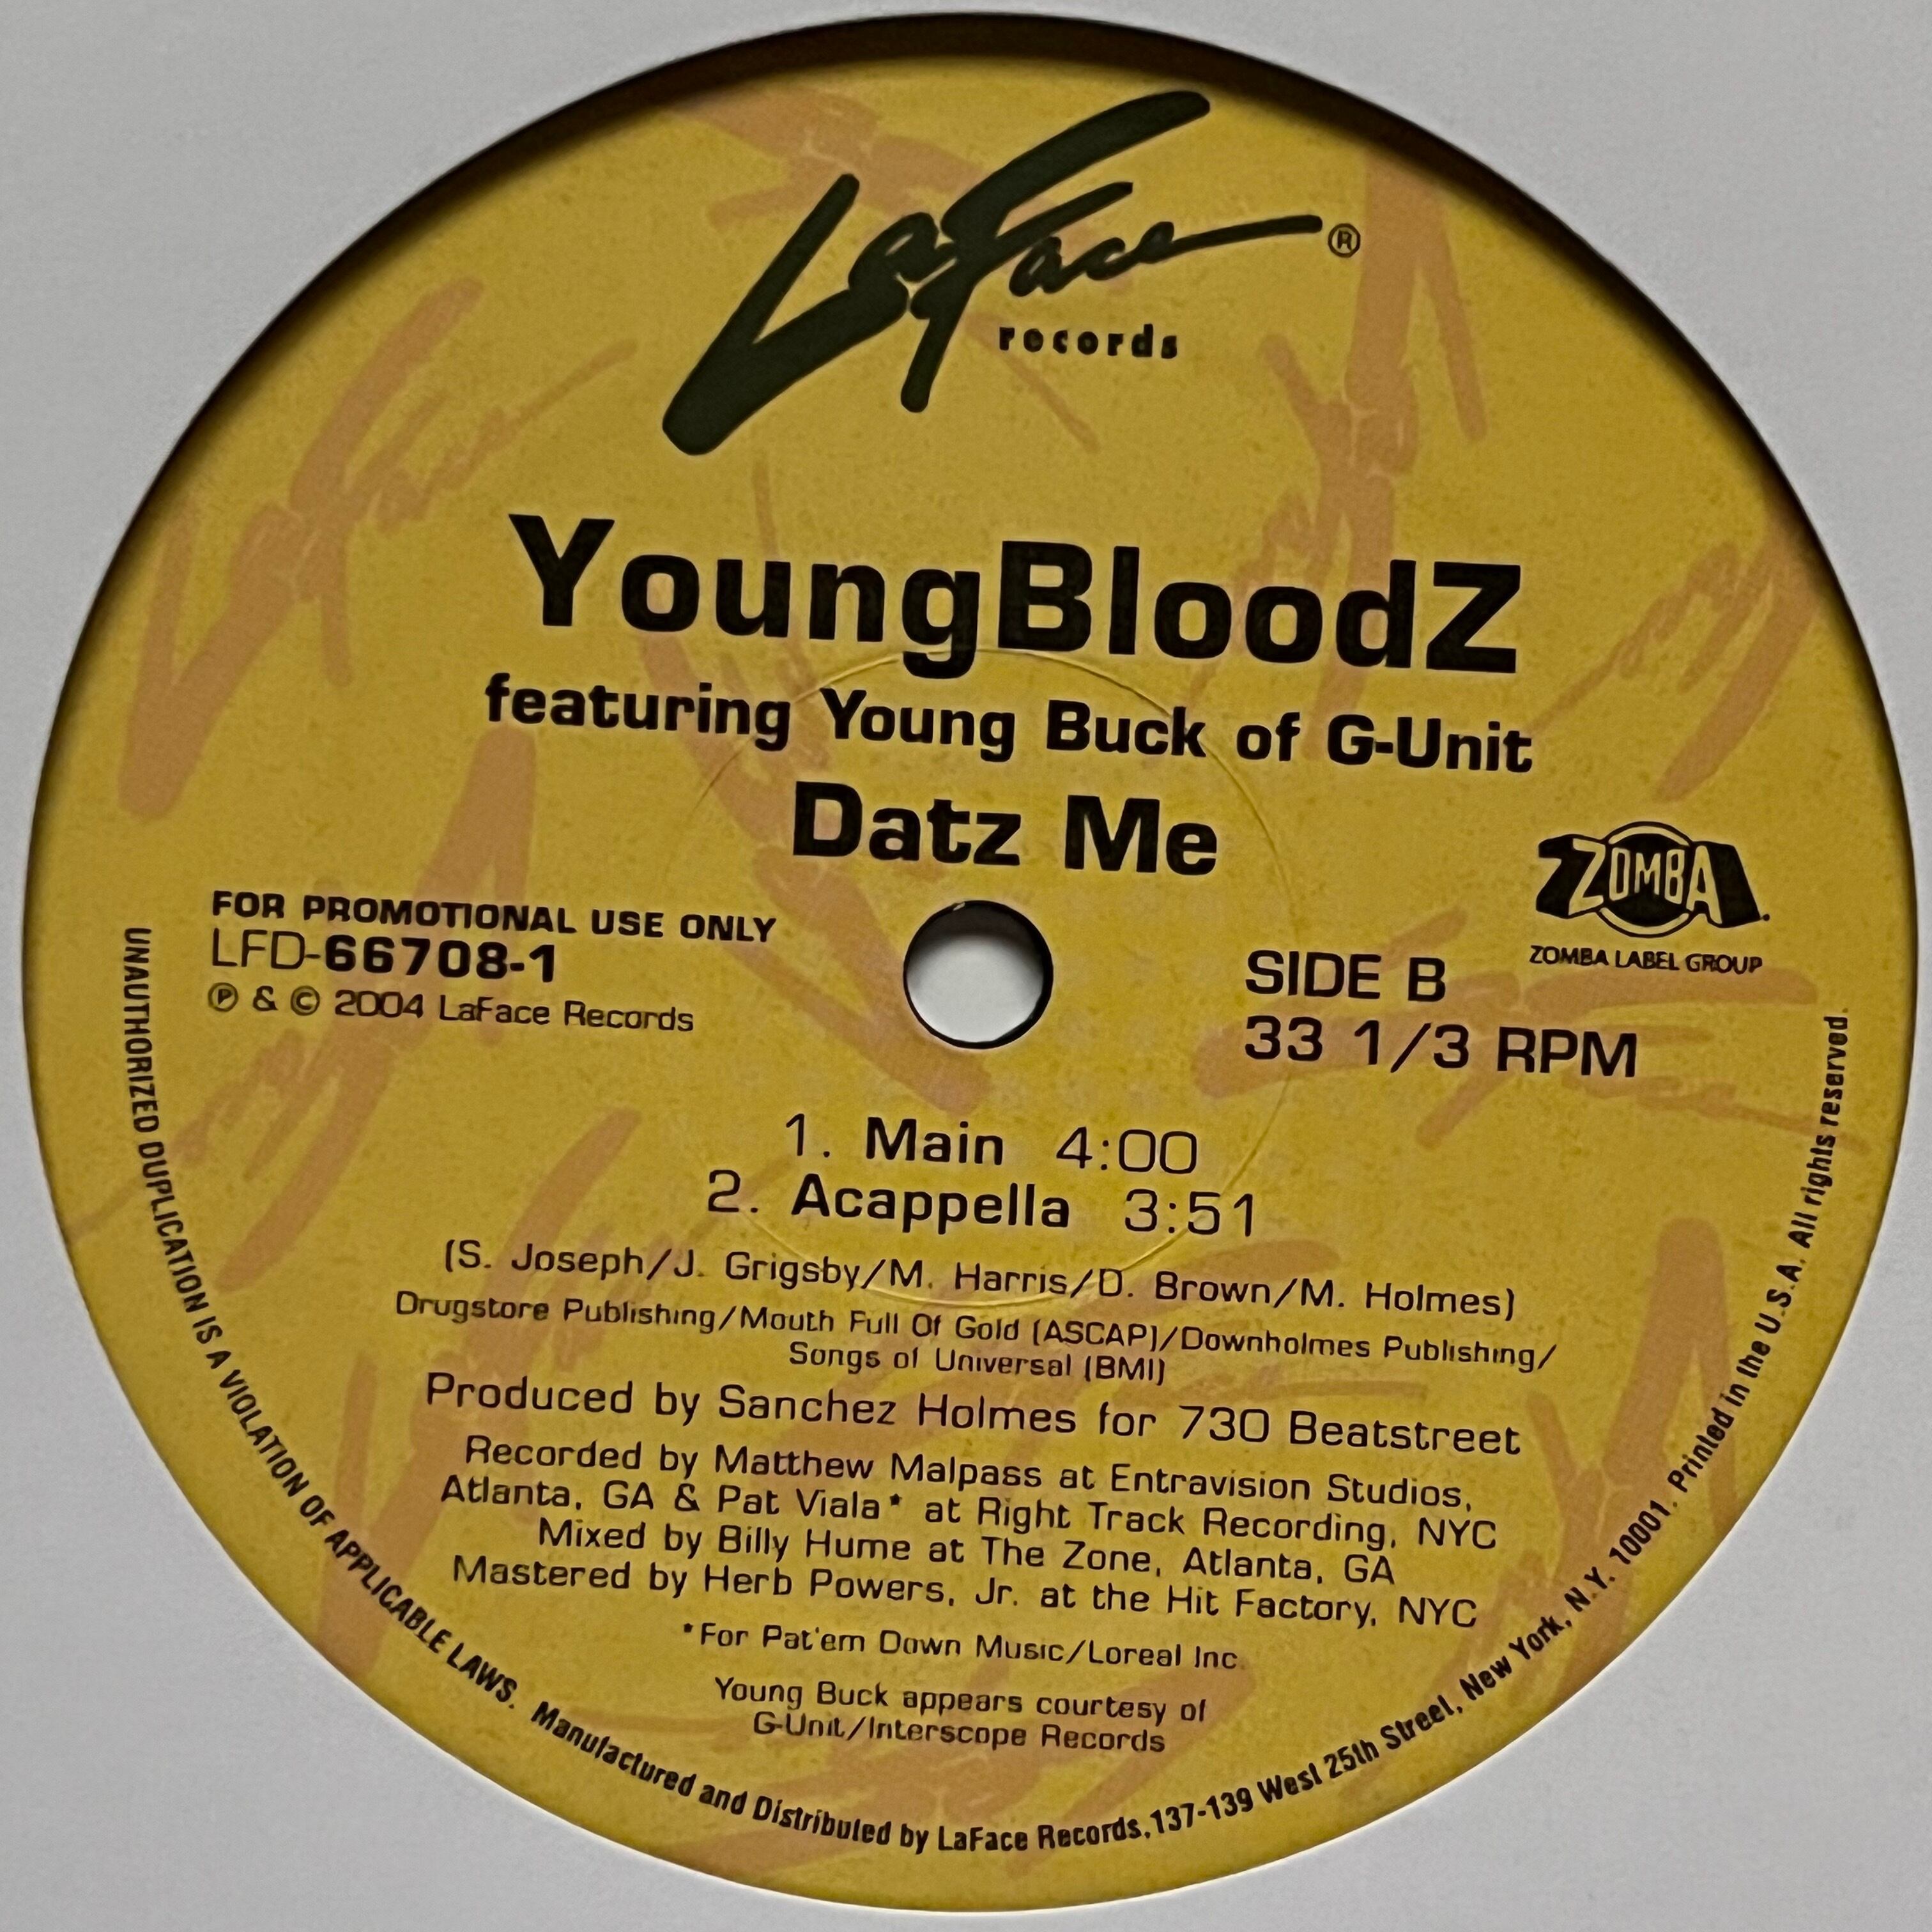 LaFace ®
records
YoungBloodZ
featuring Young Buck of G-Unit
Datz Me
ZOMBA
ZOMBA LABEL GROUP
FOR PROMOTIONAL USE ONLY
LFD-66708-1
℗ & © 2004 LaFace Records
SIDE B
33 1/3 RPM
1. Main 4:00
2. Acappella 3:51
(S. Joseph/J. Grigsby/M. Harris/D. Brown/M. Holmes)
Drugstore Publishing/Mouth Full Of Gold (ASCAP)/Downholmes Publishing/
Songs of Universal (BMI)
Produced by Sanchez Holmes for 730 Beatstreet
Recorded by Matthew Malpass at Entravision Studios,
Atlanta, GA & Pat Viala* at Right Track Recording, NYC
Mixed by Billy Hume at The Zone, Atlanta, GA
Mastered by Herb Powers, Jr. at the Hit Factory, NYC
*For Pat'em Down Music/Loreal Inc.
Young Buck appears courtesy of
G-Unit/Interscope Records
UNAUTHORIZED DUPLICATION IS A VIOLATION OF APPLICABLE LAWS. Manufactured and Distributed by LaFace Records, 137-139 West 25th Street, New York, N.Y. 10001. Printed in the U.S.A. All rights reserved.